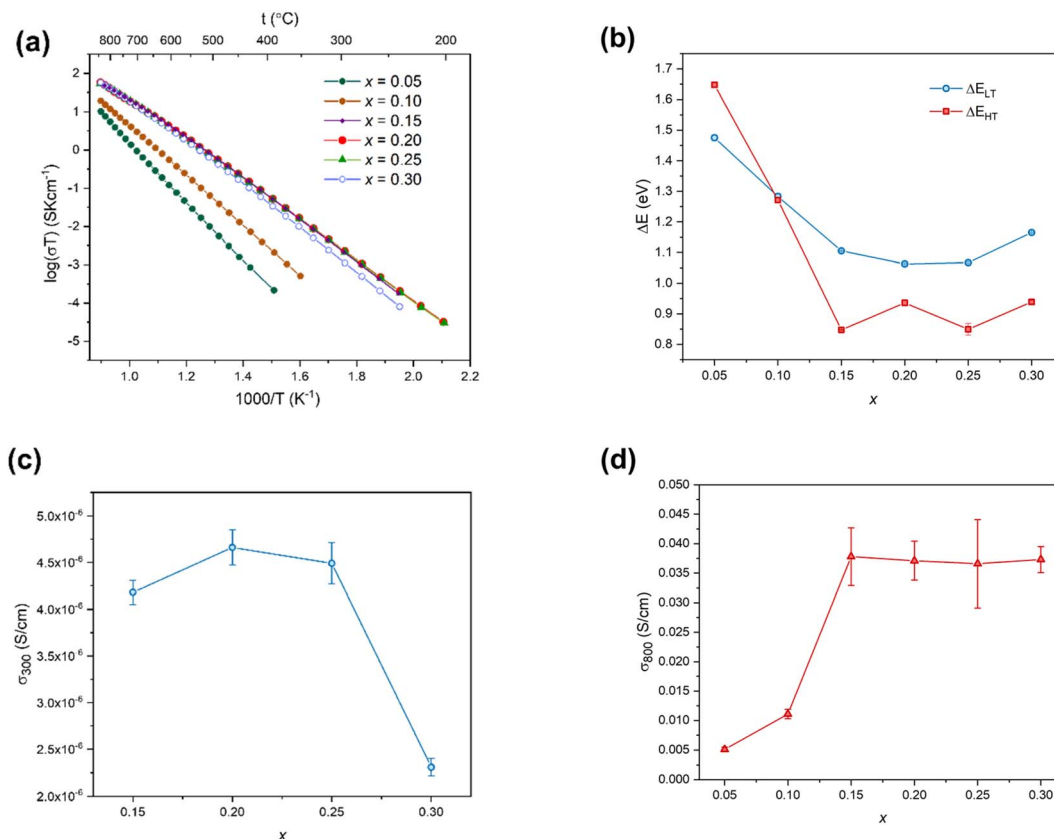 (a)
t (°C)
800 700 600 500 400 300 200
x = 0.05
x = 0.10
x = 0.15
x = 0.20
x = 0.25
x = 0.30
log(σT) (SKcm⁻¹)
2
1
0
-1
-2
-3
-4
-5
1.0 1.2 1.4 1.6 1.8 2.0 2.2
1000/T (K⁻¹)
(b)
ΔE_LT
ΔE_HT
ΔE (eV)
1.7
1.6
1.5
1.4
1.3
1.2
1.1
1.0
0.9
0.8
0.05 0.10 0.15 0.20 0.25 0.30
x
(c)
σ₃₀₀ (S/cm)
5.0x10⁻⁶
4.5x10⁻⁶
4.0x10⁻⁶
3.5x10⁻⁶
3.0x10⁻⁶
2.5x10⁻⁶
2.0x10⁻⁶
0.15 0.20 0.25 0.30
x
(d)
σ₈₀₀ (S/cm)
0.050
0.045
0.040
0.035
0.030
0.025
0.020
0.015
0.010
0.005
0.000
0.05 0.10 0.15 0.20 0.25 0.30
x